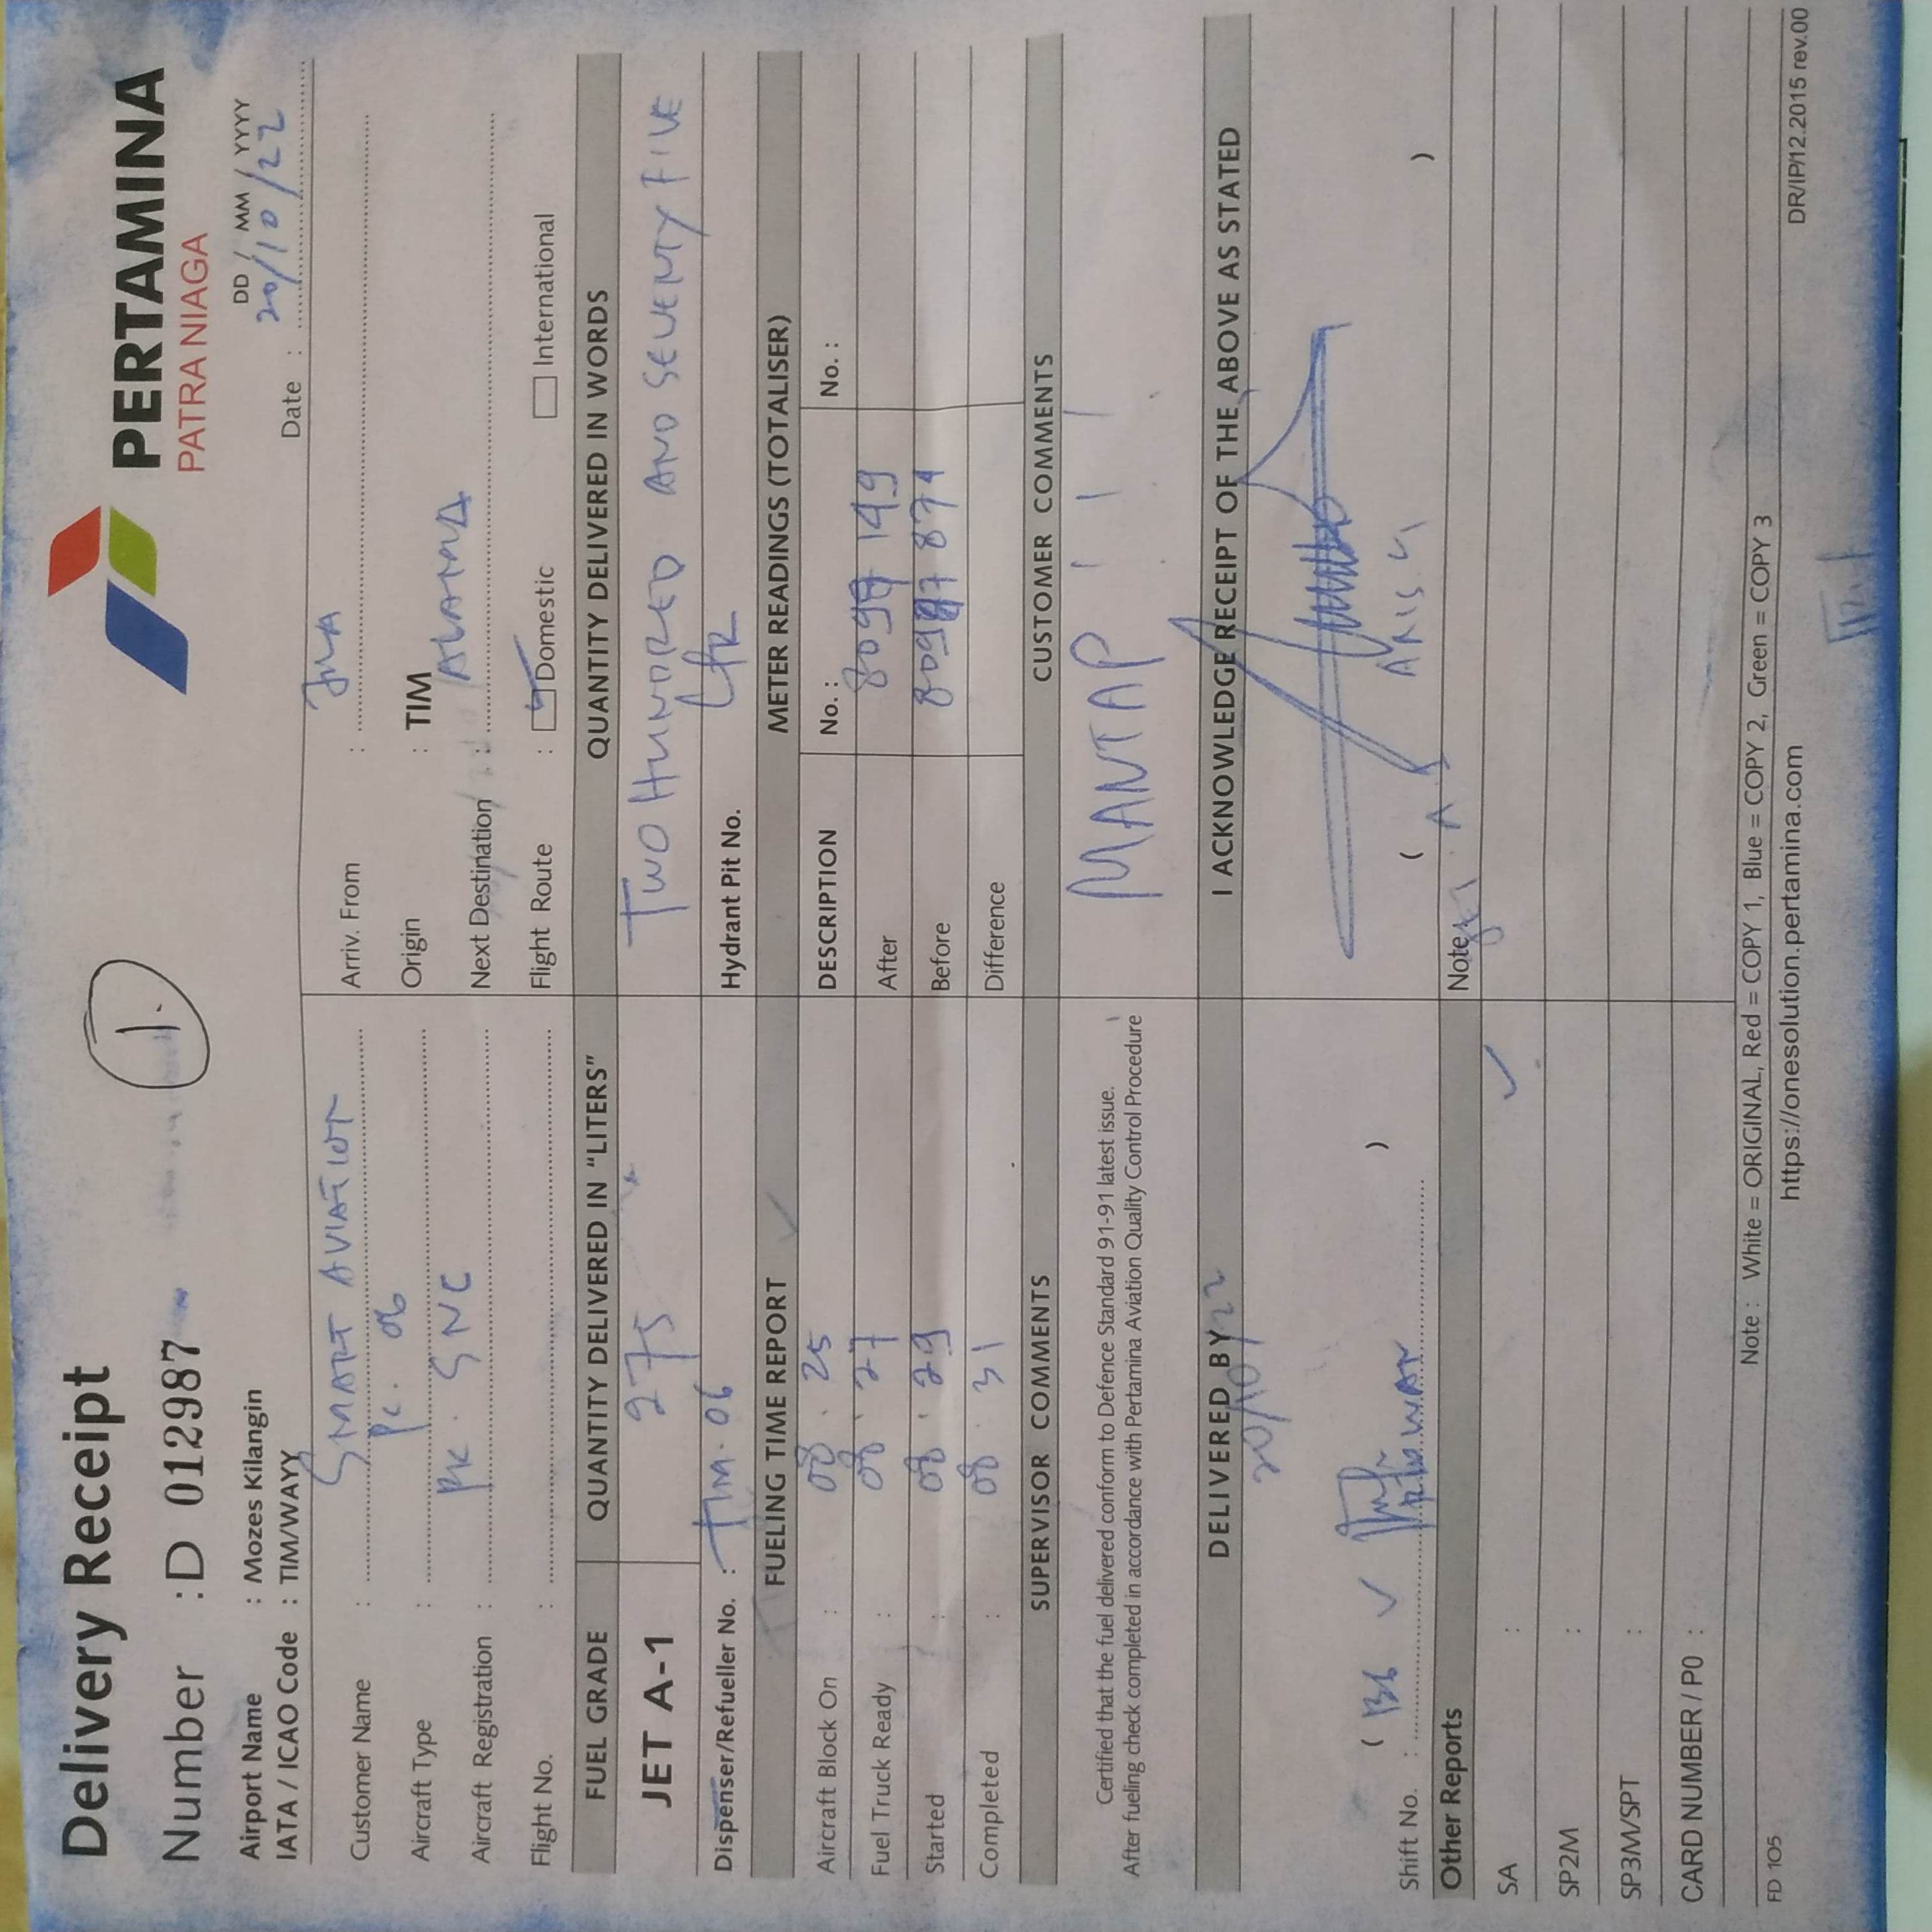 Delivery Receipt
1.
PERTAMINA
PATRA NIAGA
Number : D 012987
DD / MM / YYYY
Date : 20/10/22
Airport Name : Mozes Kilangin
IATA / ICAO Code : TIM/WAYY
Customer Name : SMART AVIATION
Arriv. From :
Aircraft Type : PC. 06
Origin : TIM
Aircraft Registration : PK. SNC
Next Destination :
Flight No. :
Flight Route : Domestic International
FUEL GRADE QUANTITY DELIVERED IN "LITERS" QUANTITY DELIVERED IN WORDS
JET A-1 275 TWO HUNDRED AND SEVENTY FIVE
Ltr
Dispenser/Refueller No. : TIM. 06 Hydrant Pit No.
FUELING TIME REPORT METER READINGS (TOTALISER)
Aircraft Block On : 08. 25 DESCRIPTION No. : No. :
Fuel Truck Ready : 08. 27 After 149
Started : 08. 29 Before 874
Completed : 08. 31 Difference
SUPERVISOR COMMENTS CUSTOMER COMMENTS
Certified that the fuel delivered conform to Defence Standard 91-91 latest issue.
After fueling check completed in accordance with Pertamina Aviation Quality Control Procedure
MANTAP !!!
DELIVERED BY I ACKNOWLEDGE RECEIPT OF THE ABOVE AS STATED
20/10/22
( )
( )
Shift No. :
Other Reports Note
SA :
SP2M :
SP3M/SPT :
CARD NUMBER / P0 :
Note : White = ORIGINAL, Red = COPY 1, Blue = COPY 2, Green = COPY 3
FD 105 https://onesolution.pertamina.com DR/IP/12.2015 rev.00